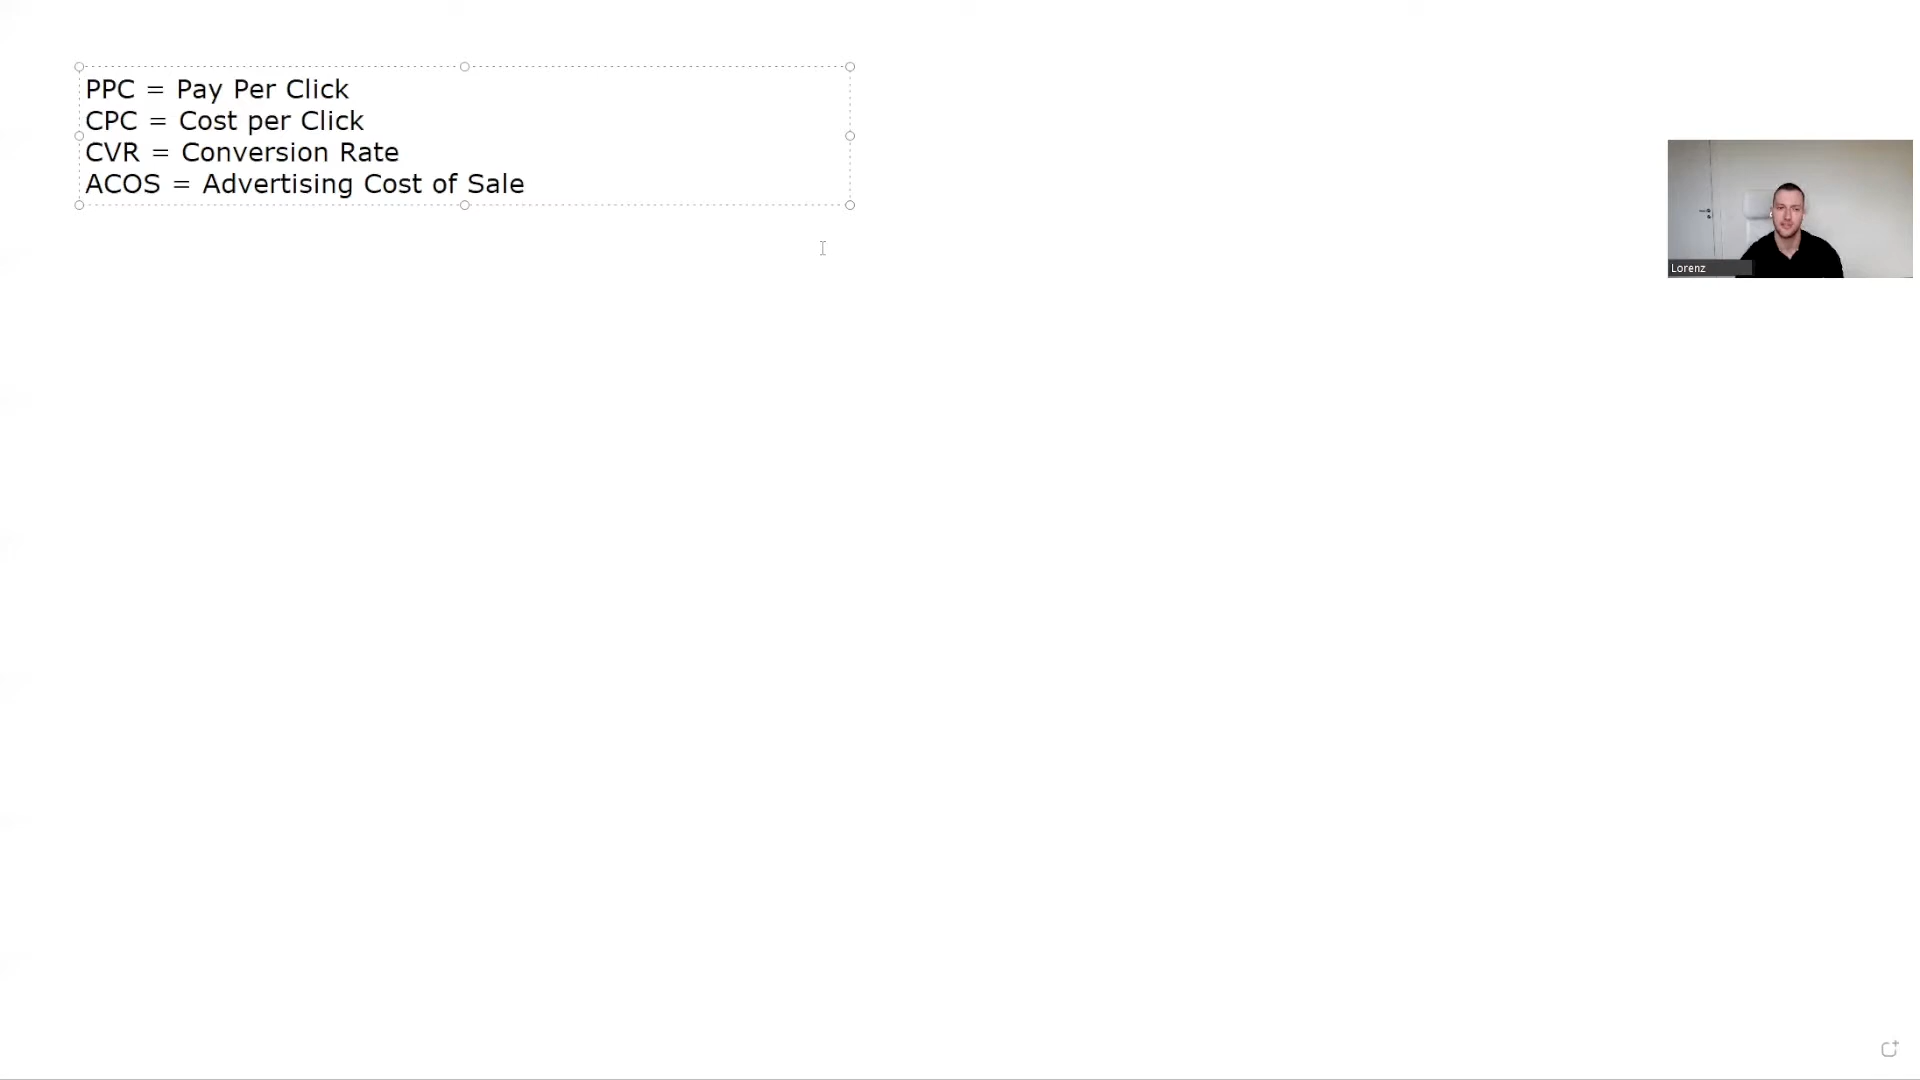 PPC = Pay Per Click
CPC = Cost per Click
CVR = Conversion Rate
ACOS = Advertising Cost of Sale
Lorenz